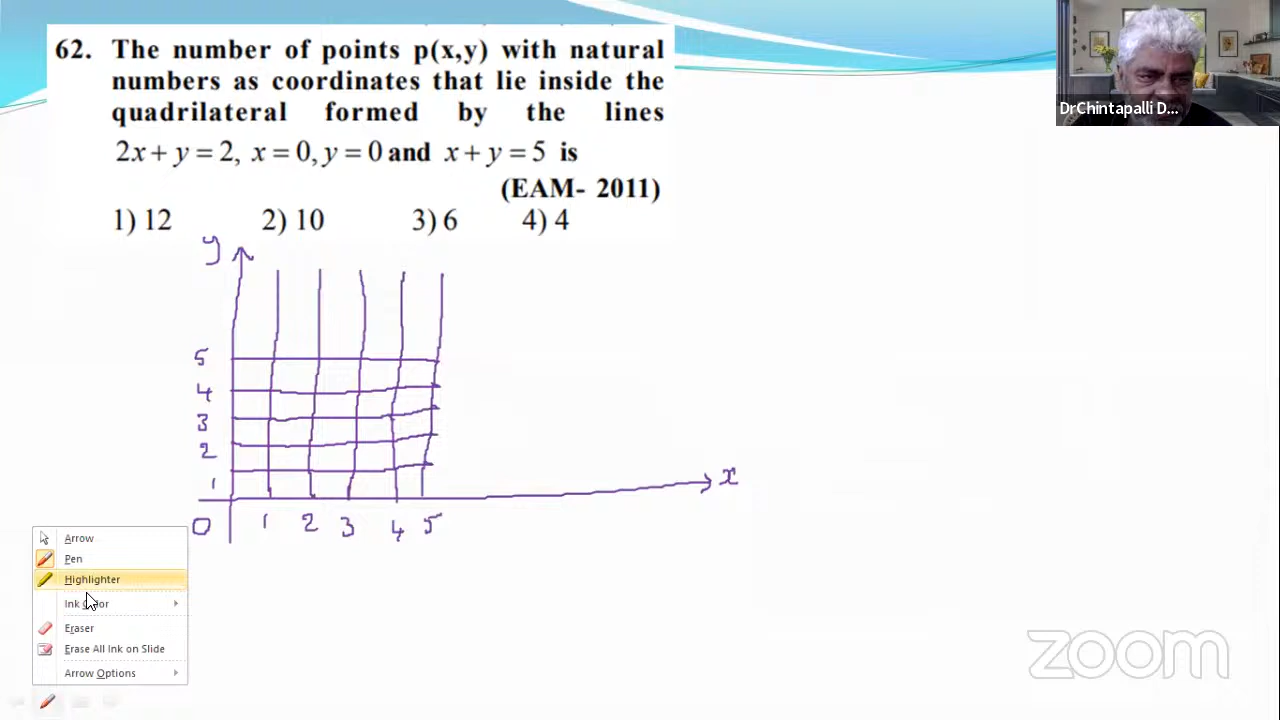 62. The number of points p(x,y) with natural
numbers as coordinates that lie inside the
quadrilateral formed by the lines
2x + y = 2, x = 0, y = 0 and x + y = 5 is
(EAM- 2011)
1) 12 2) 10 3) 6 4) 4
DrChintapalli D...
y
5
4
3
2
1
x
0 1 2 3 4 5
Arrow
Pen
Highlighter
Ink Color
Eraser
Erase All Ink on Slide
Arrow Options
zoom